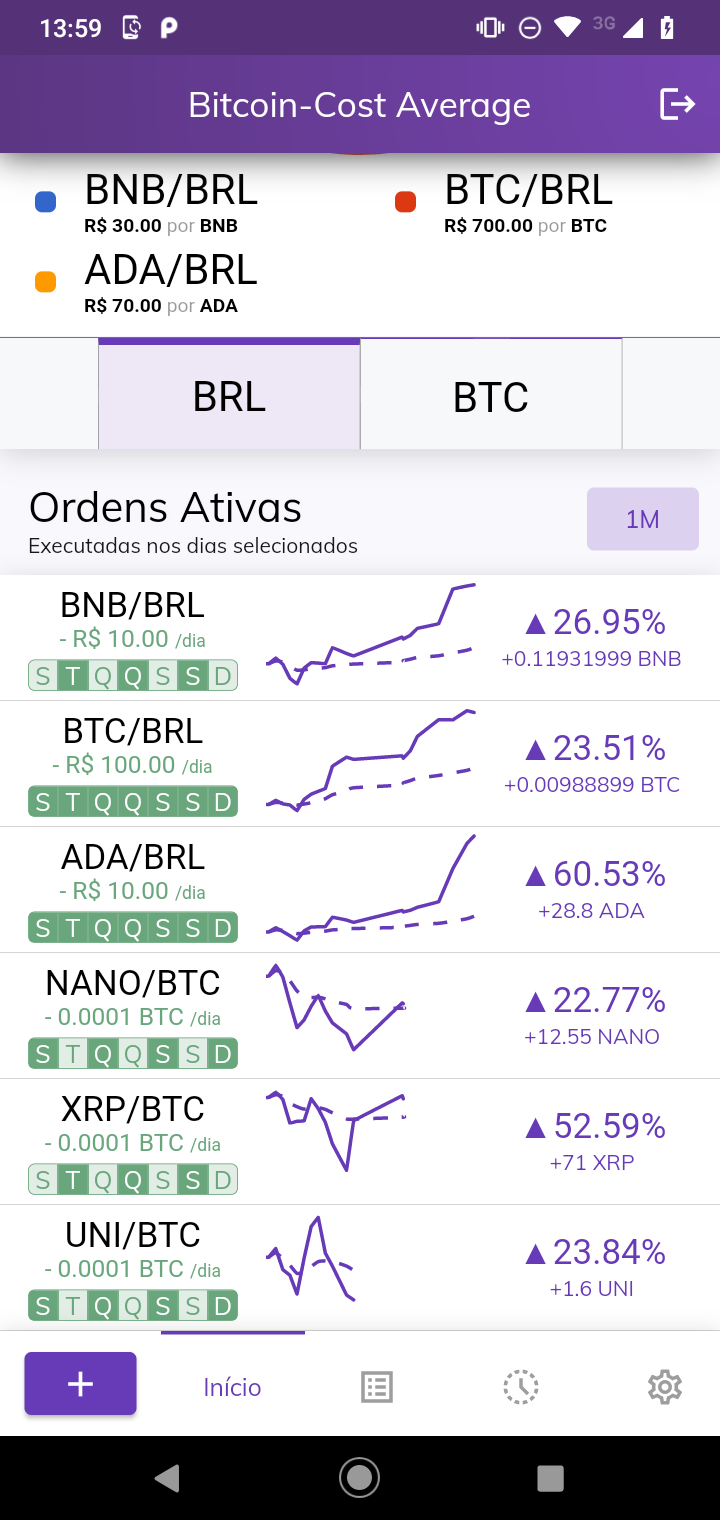 13:59
3G
Bitcoin-Cost Average
BNB/BRL
R$ 30.00 por BNB
BTC/BRL
R$ 700.00 por BTC
ADA/BRL
R$ 70.00 por ADA
BRL
BTC
Ordens Ativas
Executadas nos dias selecionados
1M
BNB/BRL
- R$ 10.00 /dia
S T Q Q S S D
▲26.95%
+0.11931999 BNB
BTC/BRL
- R$ 100.00 /dia
S T Q Q S S D
▲23.51%
+0.00988899 BTC
ADA/BRL
- R$ 10.00 /dia
S T Q Q S S D
▲60.53%
+28.8 ADA
NANO/BTC
- 0.0001 BTC /dia
S T Q Q S S D
▲22.77%
+12.55 NANO
XRP/BTC
- 0.0001 BTC /dia
S T Q Q S S D
▲52.59%
+71 XRP
UNI/BTC
- 0.0001 BTC /dia
S T Q Q S S D
▲23.84%
+1.6 UNI
+
Início